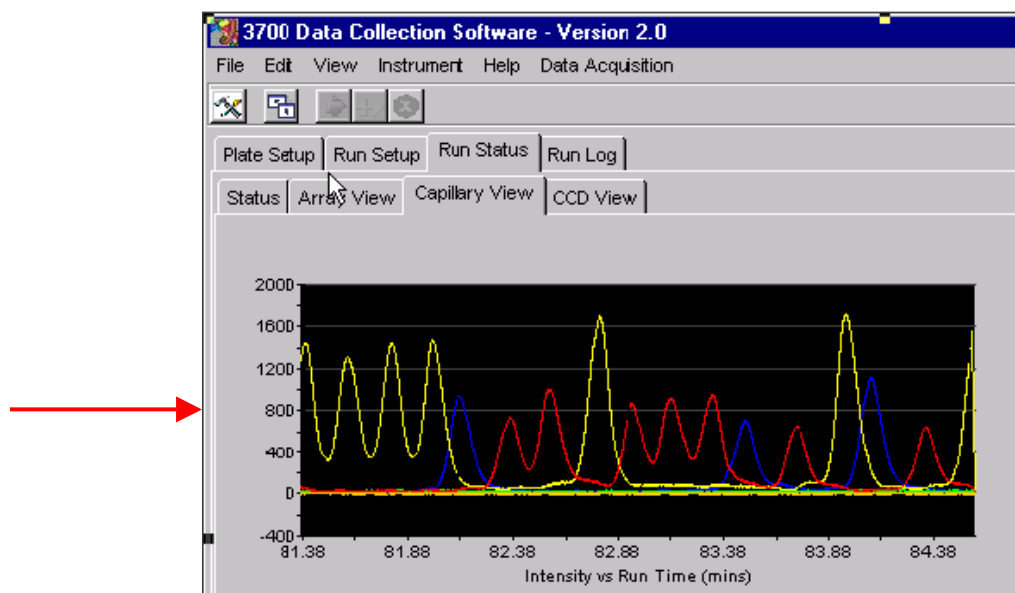 3700 Data Collection Software - Version 2.0
File Edit View Instrument Help Data Acquisition
Plate Setup Run Setup Run Status Run Log
Status Array View Capillary View CCD View
2000
1600
1200
800
400
0
-400
81.38 81.88 82.38 82.88 83.38 83.88 84.38
Intensity vs Run Time (mins)